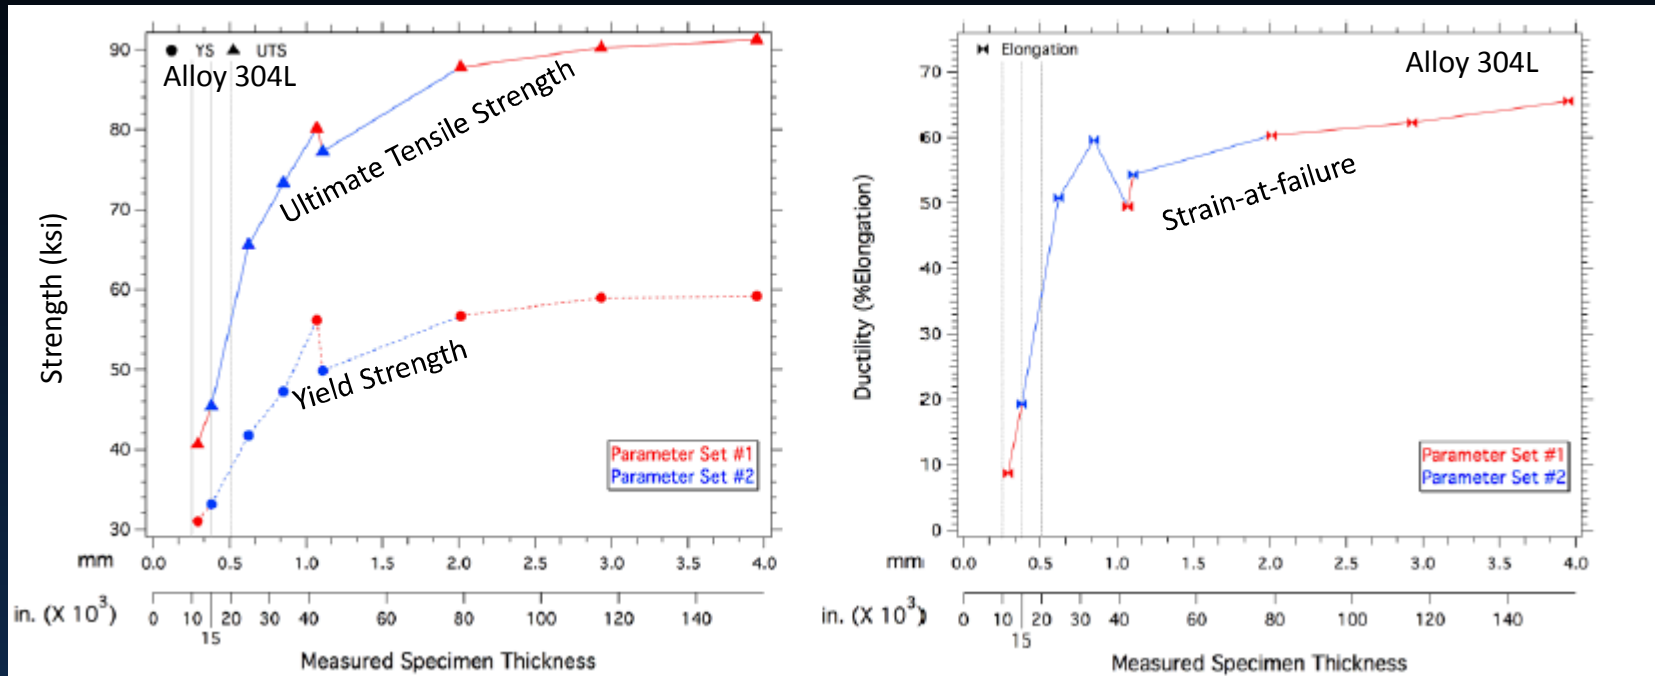 YS UTS
Alloy 304L
Ultimate Tensile Strength
Yield Strength
Strength (ksi)
90
80
70
60
50
40
30
Parameter Set #1
Parameter Set #2
mm 0.0 0.5 1.0 1.5 2.0 2.5 3.0 3.5 4.0
in. (X 10³) 0 10 20 30 40 60 80 100 120 140
15
Measured Specimen Thickness
Elongation
Alloy 304L
Strain-at-failure
Ductility (%Elongation)
70
60
50
40
30
20
10
0
Parameter Set #1
Parameter Set #2
mm 0.0 0.5 1.0 1.5 2.0 2.5 3.0 3.5 4.0
in. (X 10³) 0 10 20 30 40 60 80 100 120 140
15
Measured Specimen Thickness